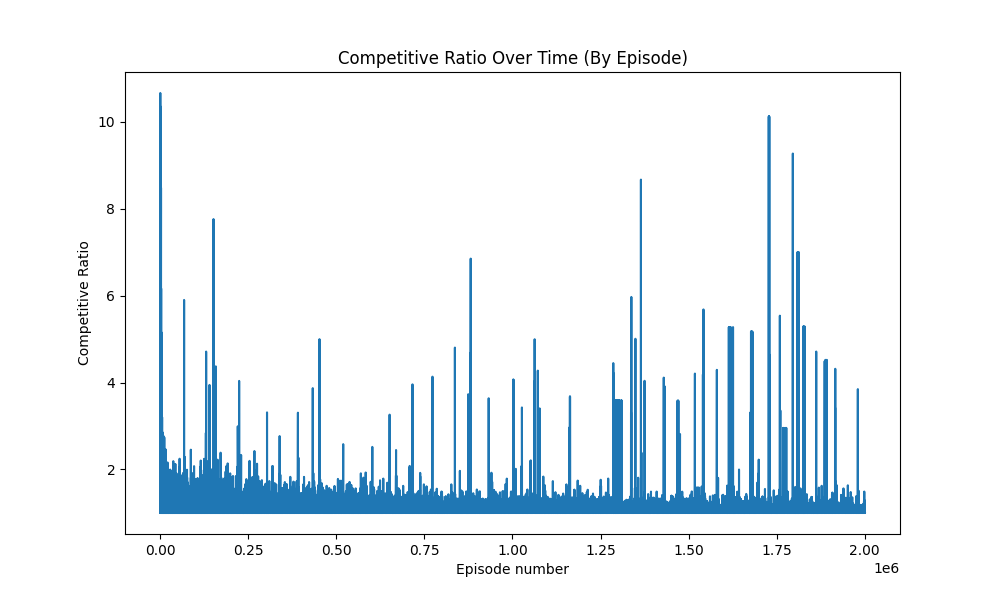 Competitive Ratio Over Time (By Episode)
10
8
6
4
2
Competitive Ratio
0.00 0.25 0.50 0.75 1.00 1.25 1.50 1.75 2.00
1e6
Episode number